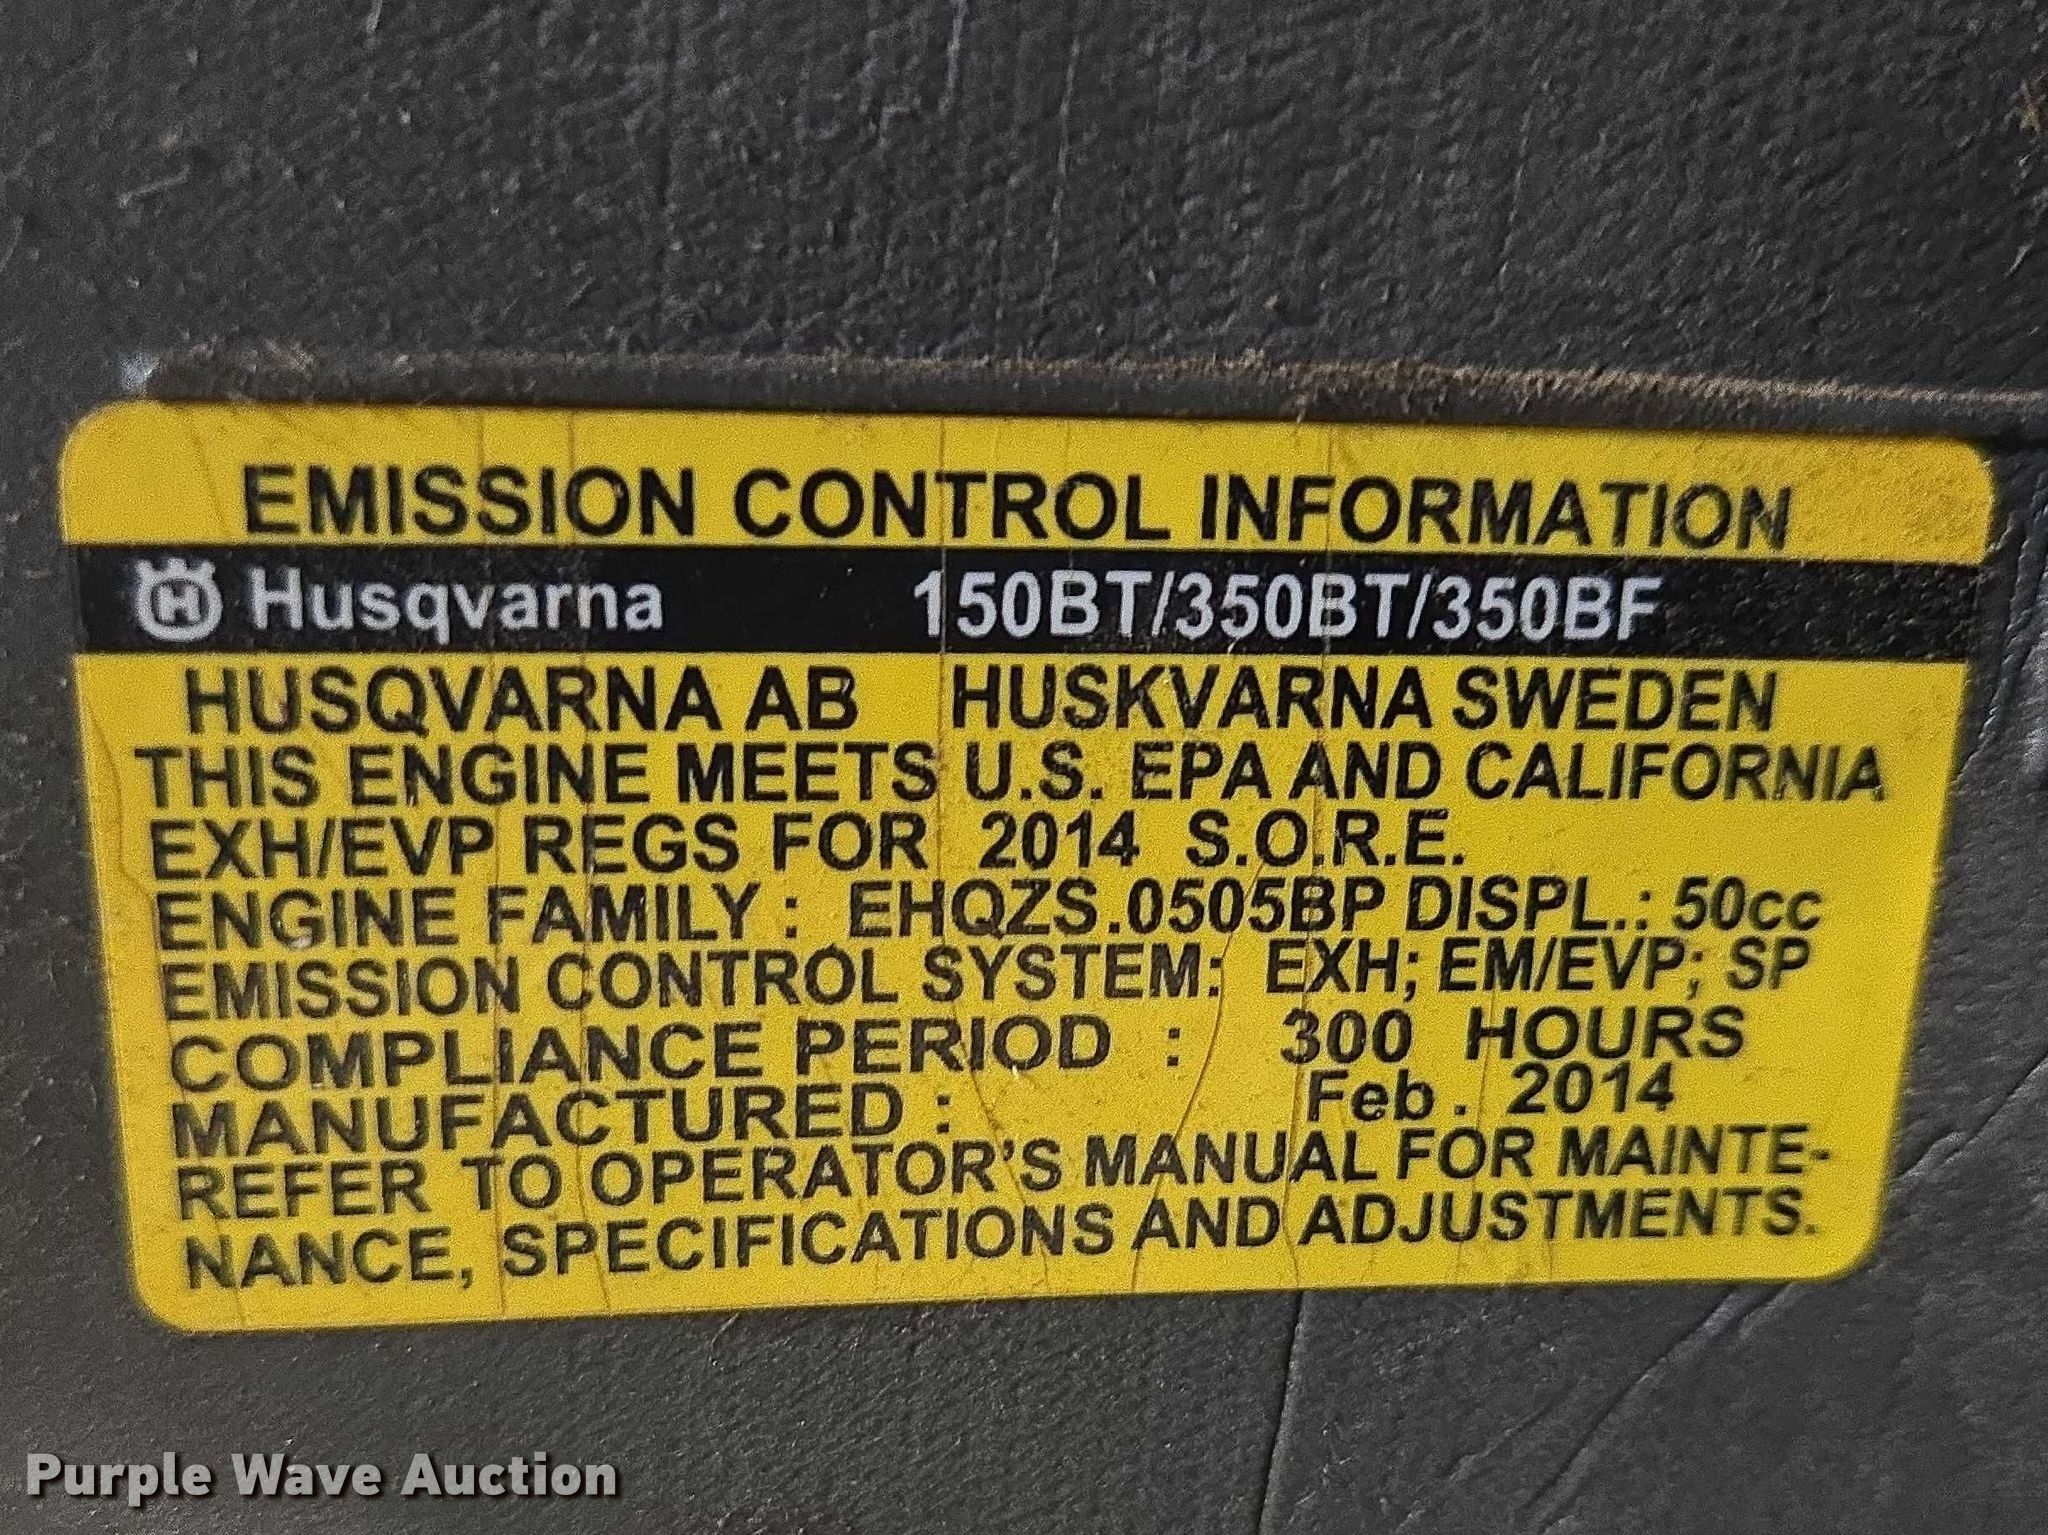 EMISSION CONTROL INFORMATION
H Husqvarna 150BT/350BT/350BF
HUSQVARNA AB HUSKVARNA SWEDEN
THIS ENGINE MEETS U.S. EPA AND CALIFORNIA
EXH/EVP REGS FOR 2014 S.O.R.E.
ENGINE FAMILY : EHQZS.0505BP DISPL.: 50cc
EMISSION CONTROL SYSTEM: EXH; EM/EVP; SP
COMPLIANCE PERIOD : 300 HOURS
MANUFACTURED : Feb. 2014
REFER TO OPERATOR'S MANUAL FOR MAINTE-
NANCE, SPECIFICATIONS AND ADJUSTMENTS.
Purple Wave Auction